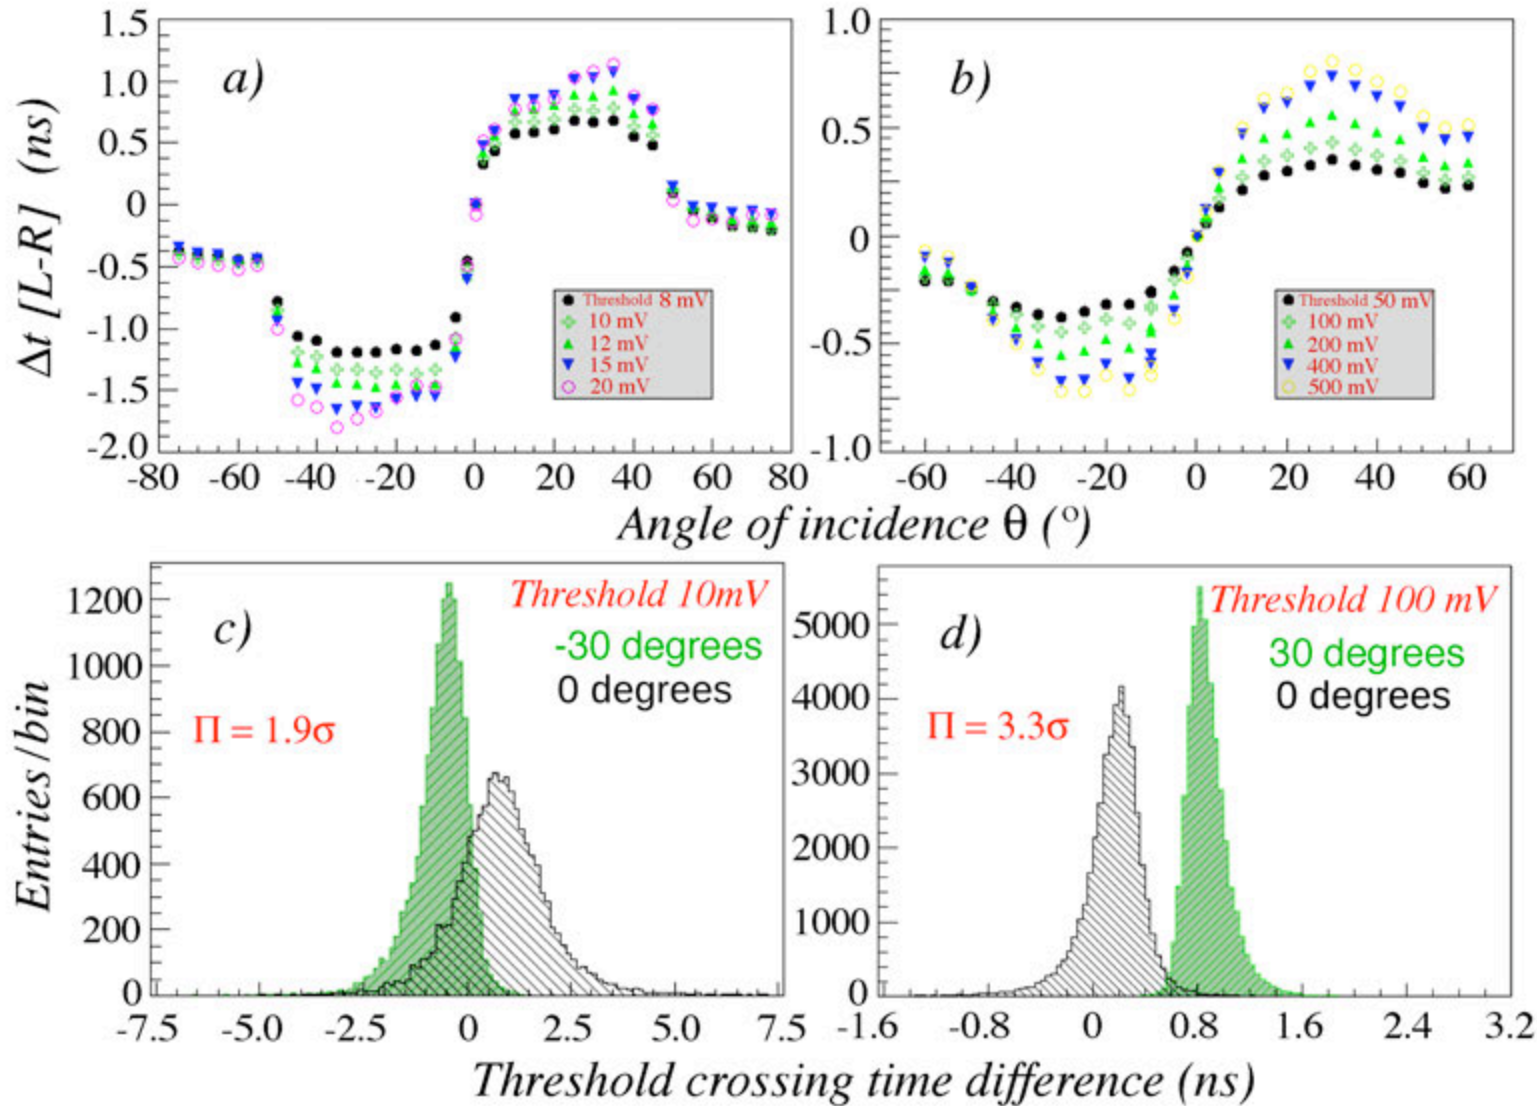 1.5
1.0
0.5
0
-0.5
-1.0
-1.5
-2.0
Δt [L-R] (ns)
a)
Threshold 8 mV
10 mV
12 mV
15 mV
20 mV
-80 -60 -40 -20 0 20 40 60 80
1.0
0.5
0
-0.5
-1.0
b)
Threshold 50 mV
100 mV
200 mV
400 mV
500 mV
-60 -40 -20 0 20 40 60
Angle of incidence θ (°)
1200
1000
800
600
400
200
0
Entries/bin
c)
Threshold 10mV
-30 degrees
0 degrees
Π = 1.9σ
-7.5 -5.0 -2.5 0 2.5 5.0 7.5
5000
4000
3000
2000
1000
0
d)
Threshold 100 mV
30 degrees
0 degrees
Π = 3.3σ
-1.6 -0.8 0 0.8 1.6 2.4 3.2
Threshold crossing time difference (ns)